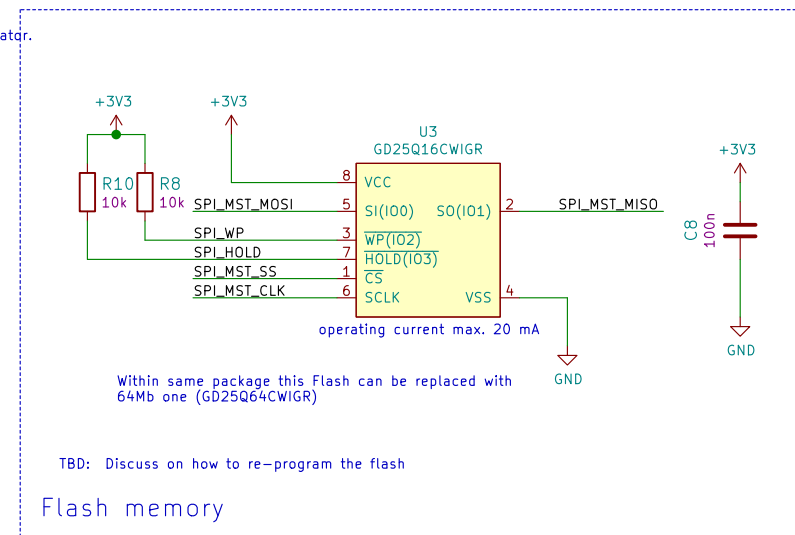 ator.
+3V3
+3V3
U3
GD25Q16CWIGR
+3V3
R10
10k
R8
10k
8
VCC
SPI_MST_MOSI
5
SI(IO0)
SO(IO1)
2
SPI_MST_MISO
SPI_WP
3
WP(IO2)
SPI_HOLD
7
HOLD(IO3)
SPI_MST_SS
1
CS
SPI_MST_CLK
6
SCLK
VSS
4
C8
100n
operating current max. 20 mA
GND
GND
Within same package this Flash can be replaced with
64Mb one (GD25Q64CWIGR)
TBD: Discuss on how to re-program the flash
Flash memory